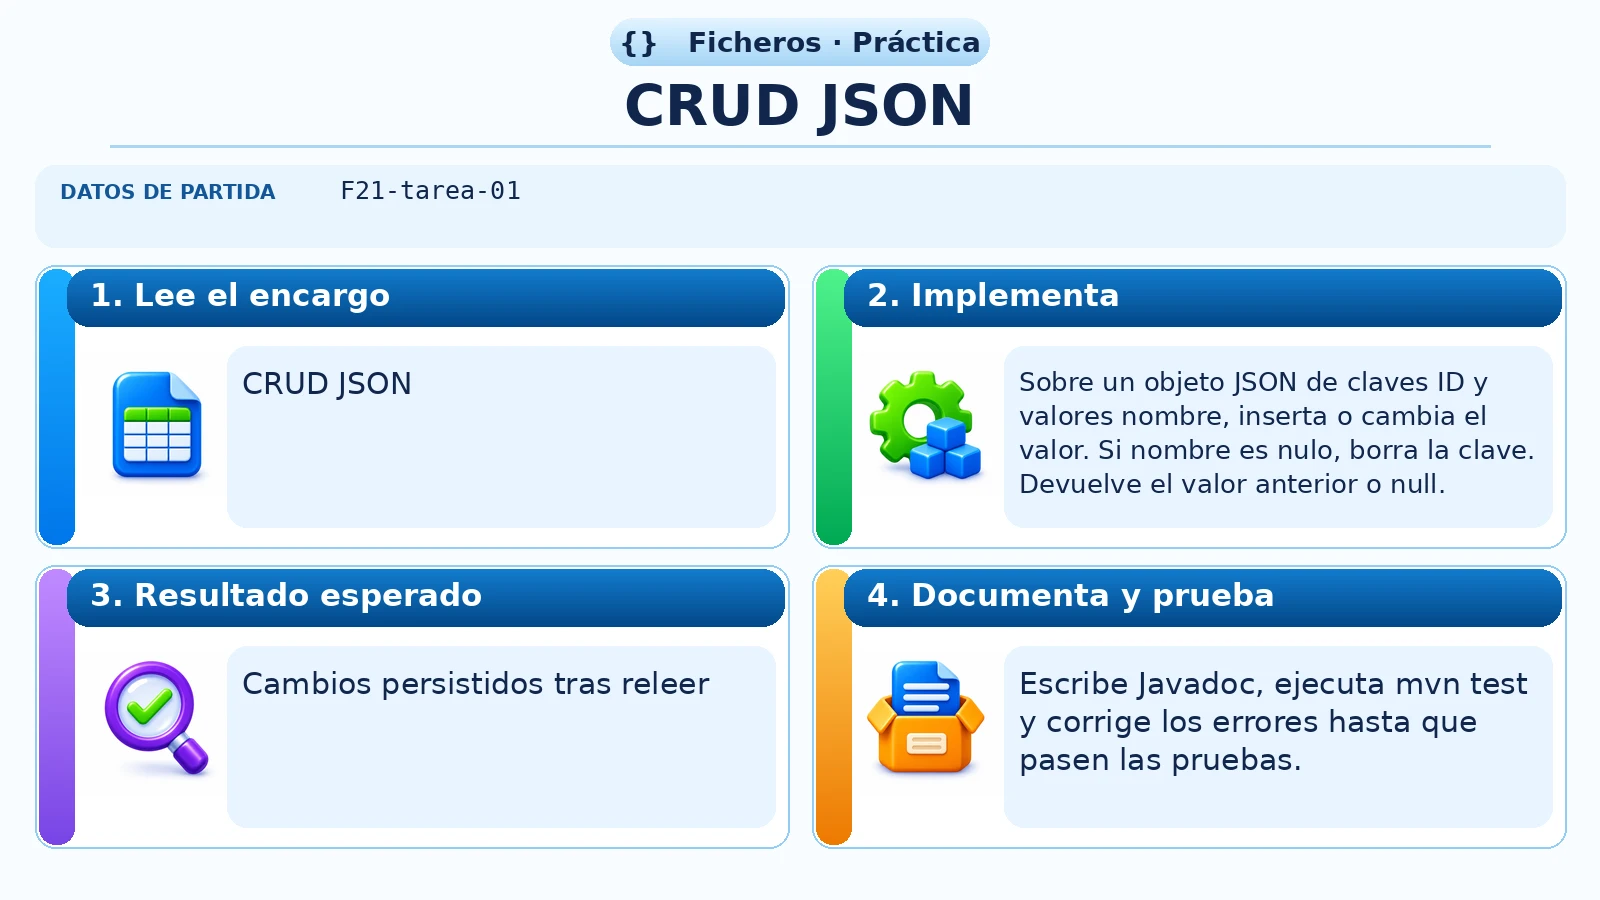 {} Ficheros · Práctica
CRUD JSON
DATOS DE PARTIDA F21-tarea-01
1. Lee el encargo
CRUD JSON
2. Implementa
Sobre un objeto JSON de claves ID y
valores nombre, inserta o cambia el
valor. Si nombre es nulo, borra la clave.
Devuelve el valor anterior o null.
3. Resultado esperado
Cambios persistidos tras releer
4. Documenta y prueba
Escribe Javadoc, ejecuta mvn test
y corrige los errores hasta que
pasen las pruebas.